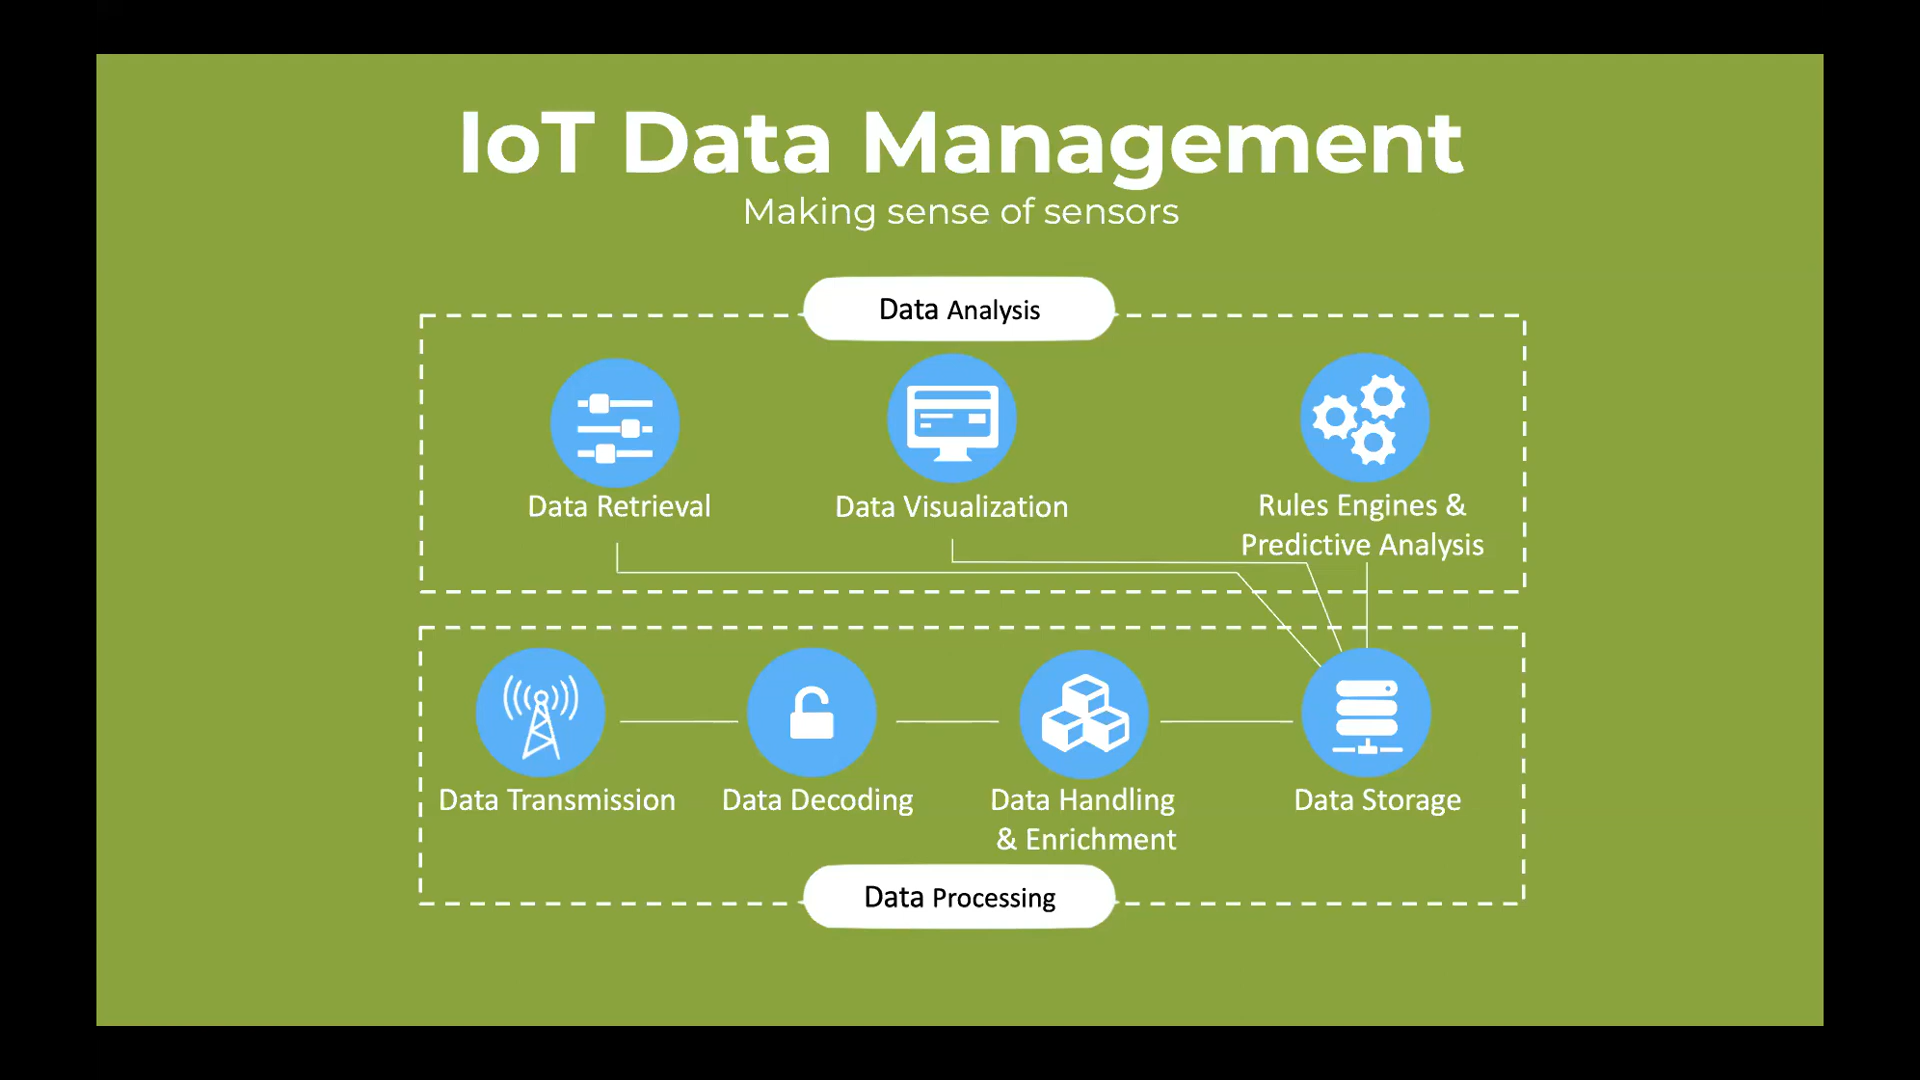 IoT Data Management
Making sense of sensors
Data Analysis
Data Retrieval
Data Visualization
Rules Engines &
Predictive Analysis
Data Transmission
Data Decoding
Data Handling
& Enrichment
Data Storage
Data Processing